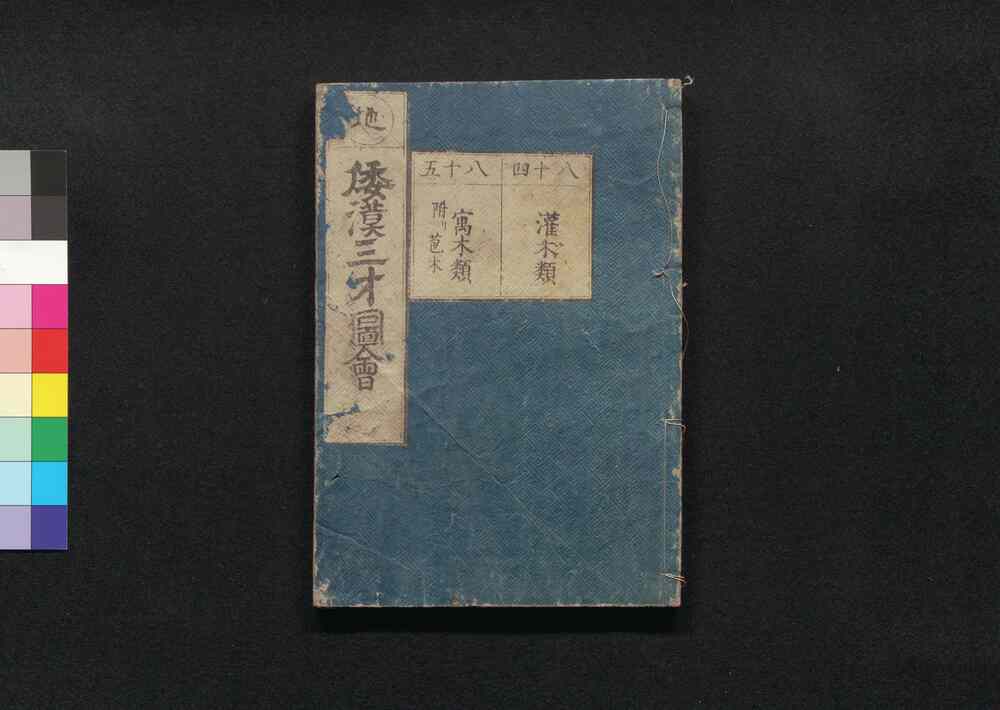 地
倭漢三才圖會
八十四
灌木類
八十五
寓木類
附リ苞木